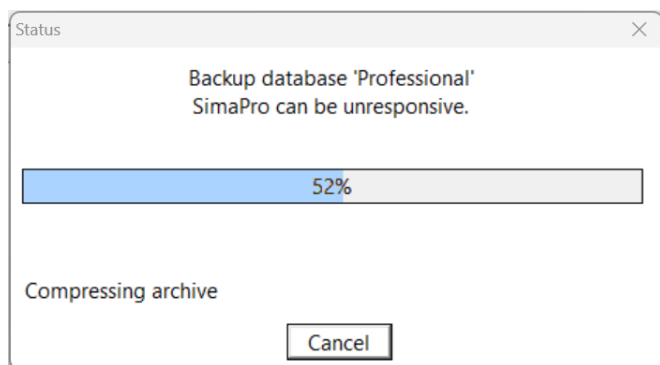 Status
Backup database 'Professional'
SimaPro can be unresponsive.
52%
Compressing archive
Cancel